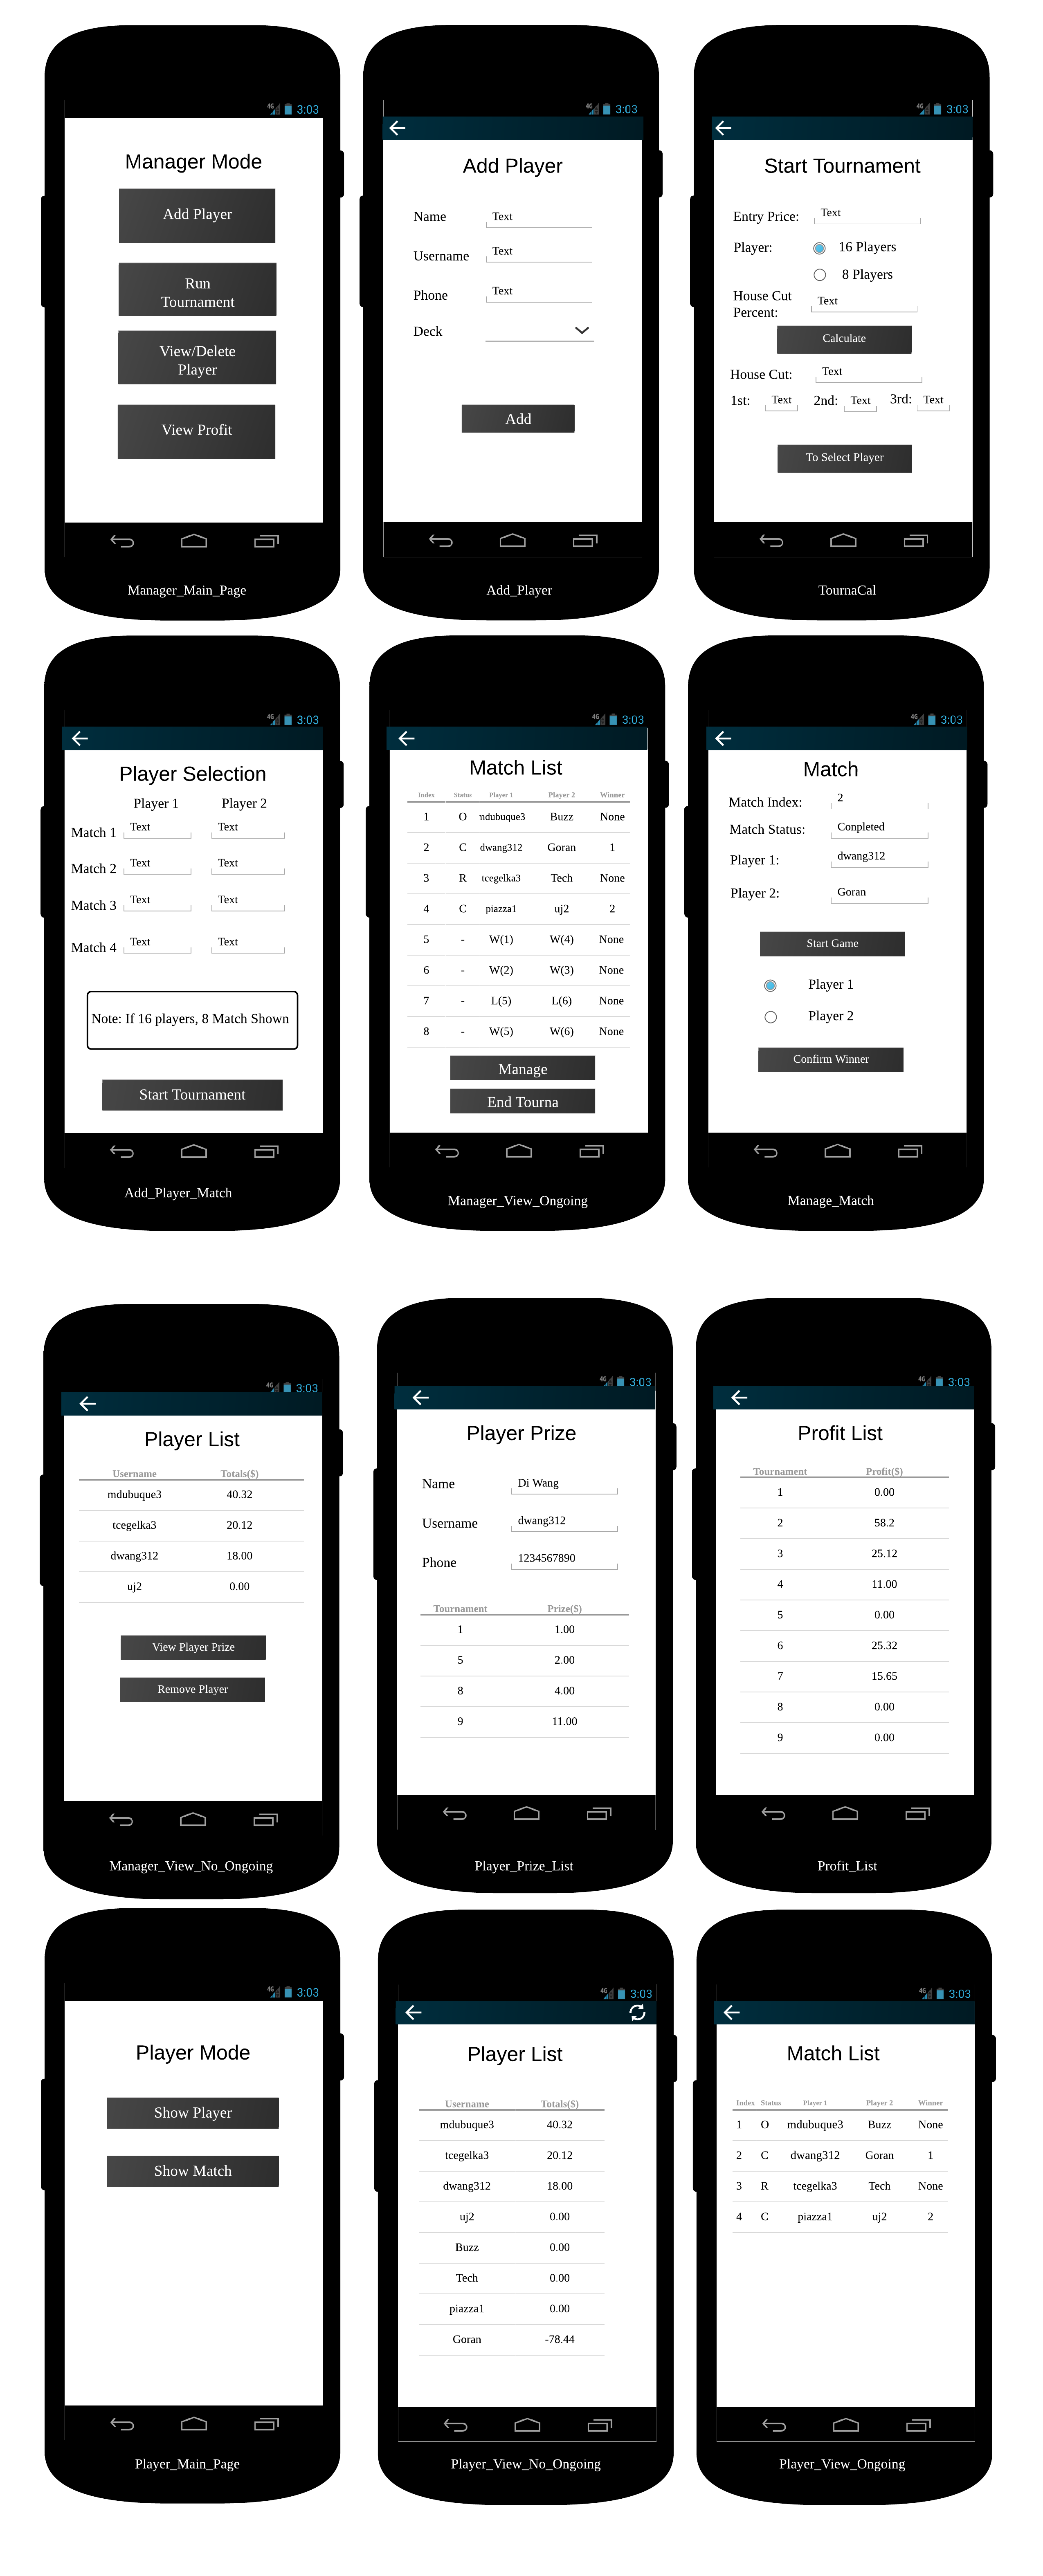 4G 3:03
Manager Mode
Add Player
Run
Tournament
View/Delete
Player
View Profit
Manager_Main_Page
4G 3:03
Add Player
Name Text
Username Text
Phone Text
Deck
Add
Add_Player
4G 3:03
Start Tournament
Entry Price: Text
Player: 16 Players
8 Players
House Cut
Percent: Text
Calculate
House Cut: Text
1st: Text 2nd: Text 3rd: Text
To Select Player
TournaCal
4G 3:03
Player Selection
Player 1 Player 2
Match 1 Text Text
Match 2 Text Text
Match 3 Text Text
Match 4 Text Text
Note: If 16 players, 8 Match Shown
Start Tournament
Add_Player_Match
4G 3:03
Match List
Index Status Player 1 Player 2 Winner
1 O mdubuque3 Buzz None
2 C dwang312 Goran 1
3 R tcegelka3 Tech None
4 C piazza1 uj2 2
5 - W(1) W(4) None
6 - W(2) W(3) None
7 - L(5) L(6) None
8 - W(5) W(6) None
Manage
End Tourna
Manager_View_Ongoing
4G 3:03
Match
Match Index: 2
Match Status: Conpleted
Player 1: dwang312
Player 2: Goran
Start Game
Player 1
Player 2
Confirm Winner
Manage_Match
4G 3:03
Player List
Username Totals($)
mdubuque3 40.32
tcegelka3 20.12
dwang312 18.00
uj2 0.00
View Player Prize
Remove Player
Manager_View_No_Ongoing
4G 3:03
Player Prize
Name Di Wang
Username dwang312
Phone 1234567890
Tournament Prize($)
1 1.00
5 2.00
8 4.00
9 11.00
Player_Prize_List
4G 3:03
Profit List
Tournament Profit($)
1 0.00
2 58.2
3 25.12
4 11.00
5 0.00
6 25.32
7 15.65
8 0.00
9 0.00
Profit_List
4G 3:03
Player Mode
Show Player
Show Match
Player_Main_Page
4G 3:03
Player List
Username Totals($)
mdubuque3 40.32
tcegelka3 20.12
dwang312 18.00
uj2 0.00
Buzz 0.00
Tech 0.00
piazza1 0.00
Goran -78.44
Player_View_No_Ongoing
4G 3:03
Match List
Index Status Player 1 Player 2 Winner
1 O mdubuque3 Buzz None
2 C dwang312 Goran 1
3 R tcegelka3 Tech None
4 C piazza1 uj2 2
Player_View_Ongoing